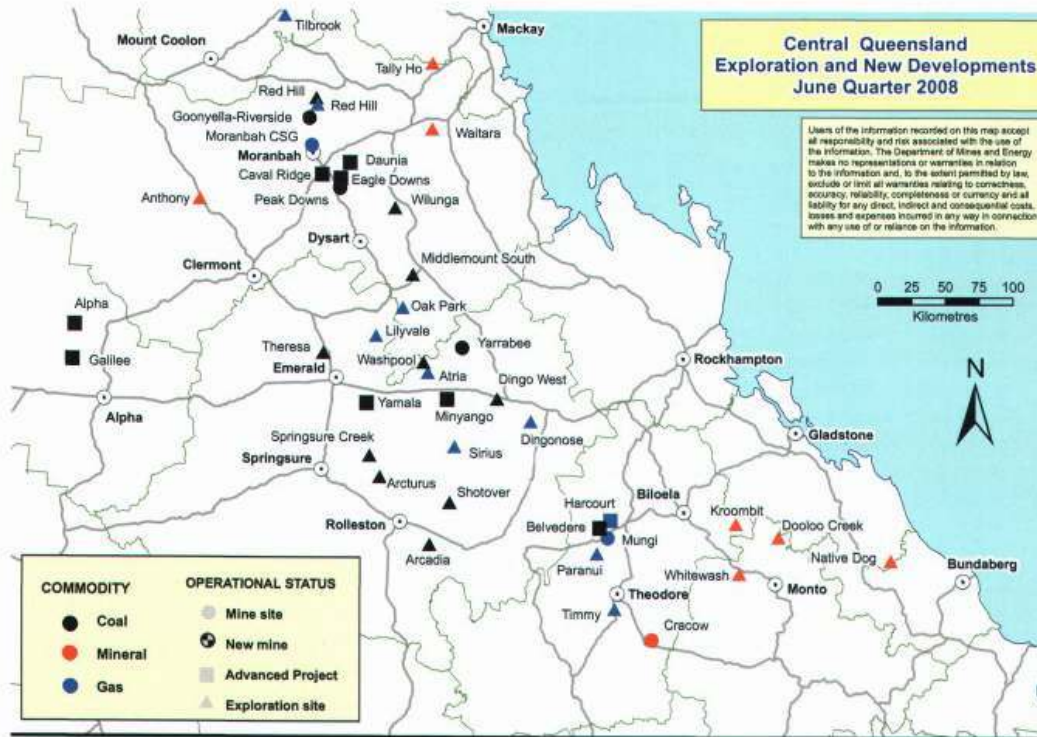 Tilbrook
Mackay
Mount Coolon
Tally Ho
Central Queensland
Exploration and New Developments
June Quarter 2008
Red Hill
Red Hill
Goonyella-Riverside
Waitara
Moranbah CSG
Moranbah
Users of the information recorded on this map accept
all responsibility and risk associated with the use of
the information. The Department of Mines and Energy
makes no representations or warranties in relation
to the information and, to the extent permitted by law,
exclude or limit all warranties relating to correctness,
accuracy, reliability, completeness or currency and all
liability for any direct, indirect and consequential costs,
losses and expenses incurred in any way in connection
with any use of or reliance on the information.
Daunia
Caval Ridge
Eagle Downs
Anthony
Peak Downs
Wilunga
Dysart
Clermont
Middlemount South
Alpha
Oak Park
0 25 50 75 100
Kilometres
Lilyvale
Theresa
Yarrabee
Galilee
Washpool
Rockhampton
Emerald
Atria
Dingo West
N
Alpha
Yamala
Minyango
Dingonose
Gladstone
Springsure Creek
Sirius
Springsure
Arcturus
Shotover
Harcourt
Biloela
Rolleston
Belvedere
Kroombit
Dooloo Creek
Mungi
Arcadia
Paranui
Native Dog
Bundaberg
Whitewash
Monto
Theodore
Timmy
Cracow
COMMODITY
Coal
Mineral
Gas
OPERATIONAL STATUS
Mine site
New mine
Advanced Project
Exploration site